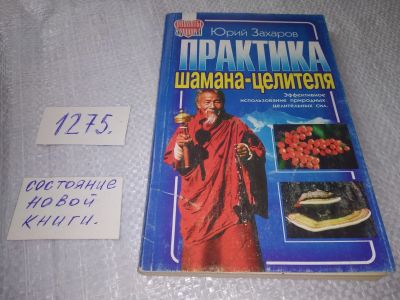 Юрий Захаров
ПРАКТИКА
шамана-целителя
Эффективное
использование природных
целительных сил.
1275.
состояние
новой
книги.